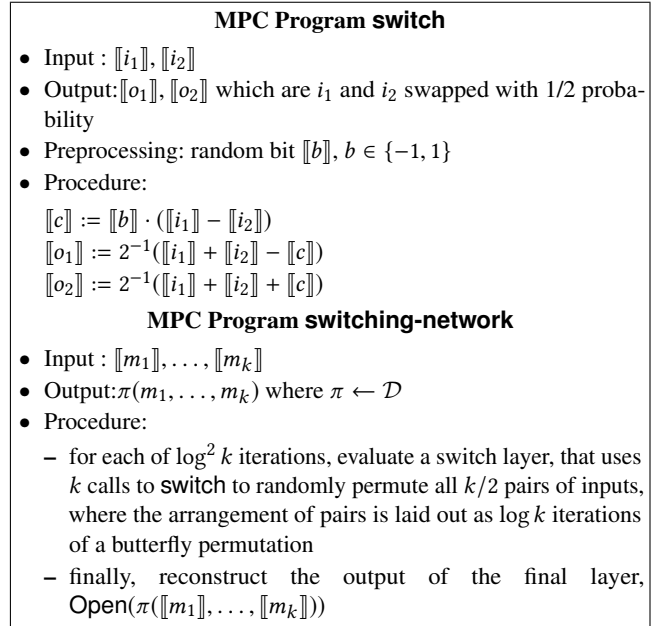 MPC Program switch
• Input : ⟦i₁⟧, ⟦i₂⟧
• Output:⟦o₁⟧, ⟦o₂⟧ which are i₁ and i₂ swapped with 1/2 proba-
bility
• Preprocessing: random bit ⟦b⟧, b ∈ {−1, 1}
• Procedure:
⟦c⟧ := ⟦b⟧ · (⟦i₁⟧ − ⟦i₂⟧)
⟦o₁⟧ := 2⁻¹(⟦i₁⟧ + ⟦i₂⟧ − ⟦c⟧)
⟦o₂⟧ := 2⁻¹(⟦i₁⟧ + ⟦i₂⟧ + ⟦c⟧)
MPC Program switching-network
• Input : ⟦m₁⟧, . . . , ⟦mₖ⟧
• Output:π(m₁, . . . , mₖ) where π ← 𝒟
• Procedure:
– for each of log² k iterations, evaluate a switch layer, that uses
k calls to switch to randomly permute all k/2 pairs of inputs,
where the arrangement of pairs is laid out as log k iterations
of a butterfly permutation
– finally, reconstruct the output of the final layer,
Open(π(⟦m₁⟧, . . . , ⟦mₖ⟧))